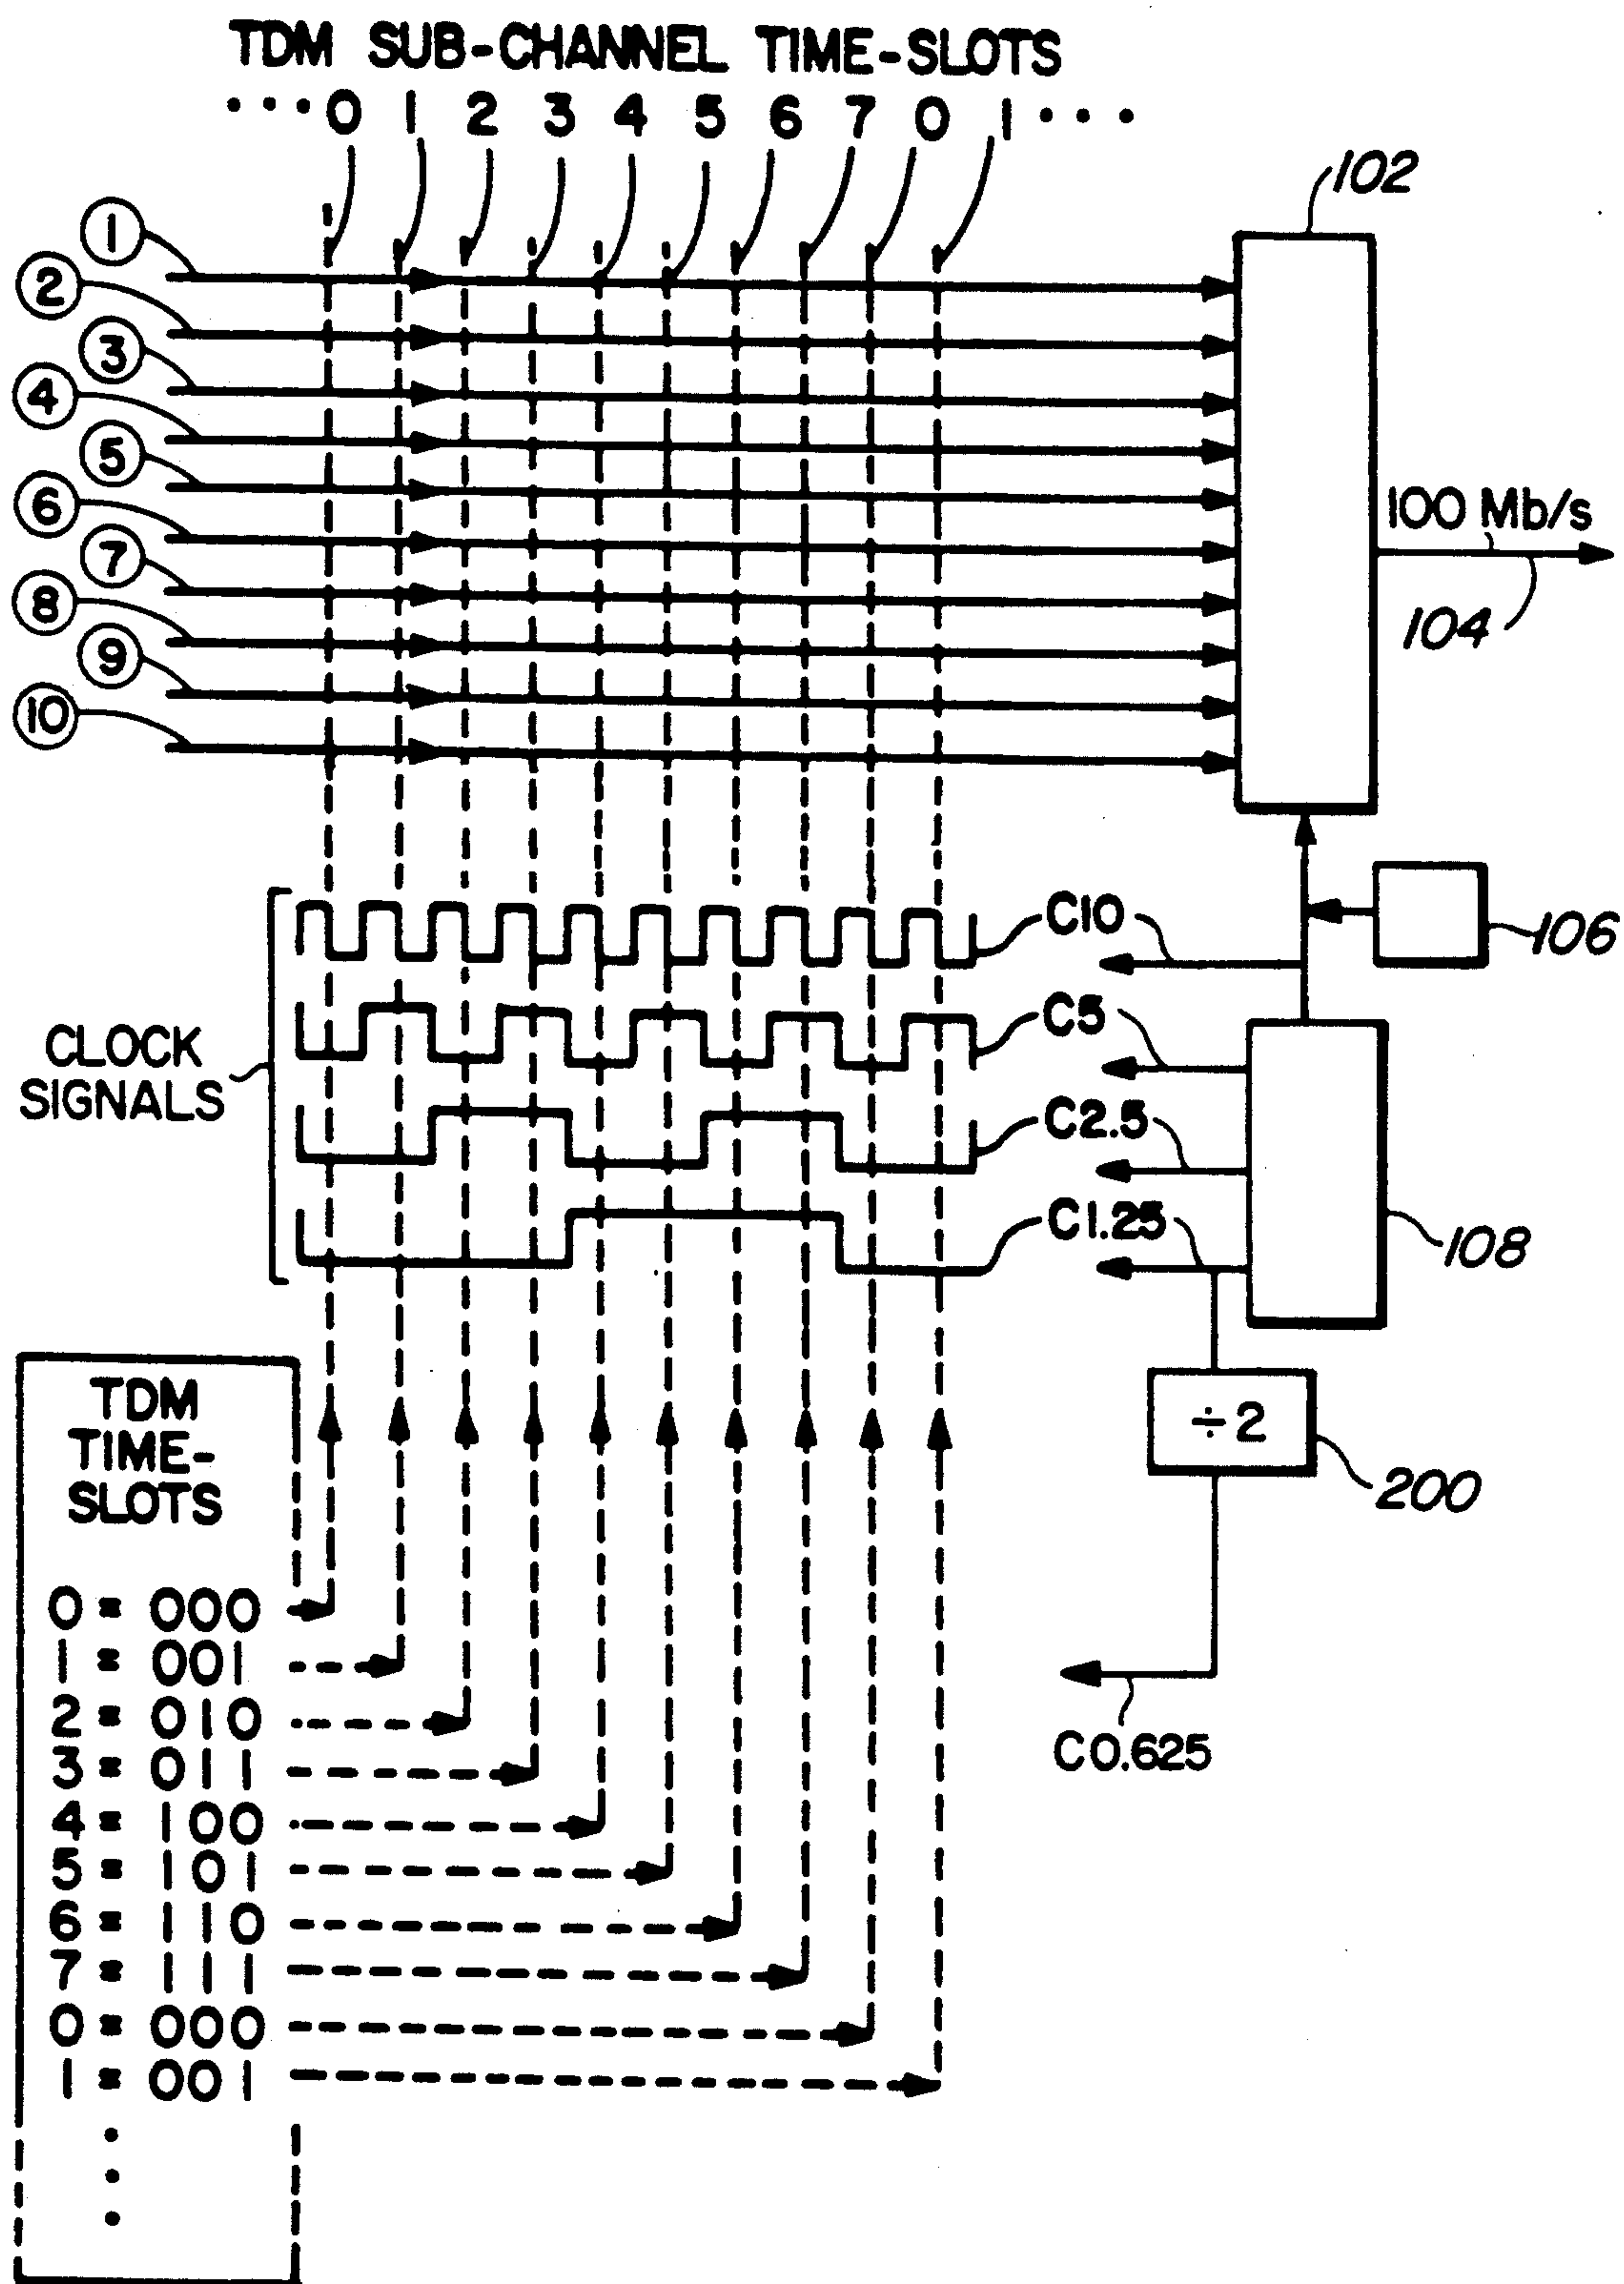 TDM SUB-CHANNEL TIME-SLOTS
···0 1 2 3 4 5 6 7 0 1···
102
1
2
3
4
5
6
7
8
9
10
100 Mb/s
104
C10
106
CLOCK
SIGNALS
C5
C2.5
C1.25
108
÷2
200
C0.625
TDM
TIME-
SLOTS
0 = 000
1 = 001
2 = 010
3 = 011
4 = 100
5 = 101
6 = 110
7 = 111
0 = 000
1 = 001